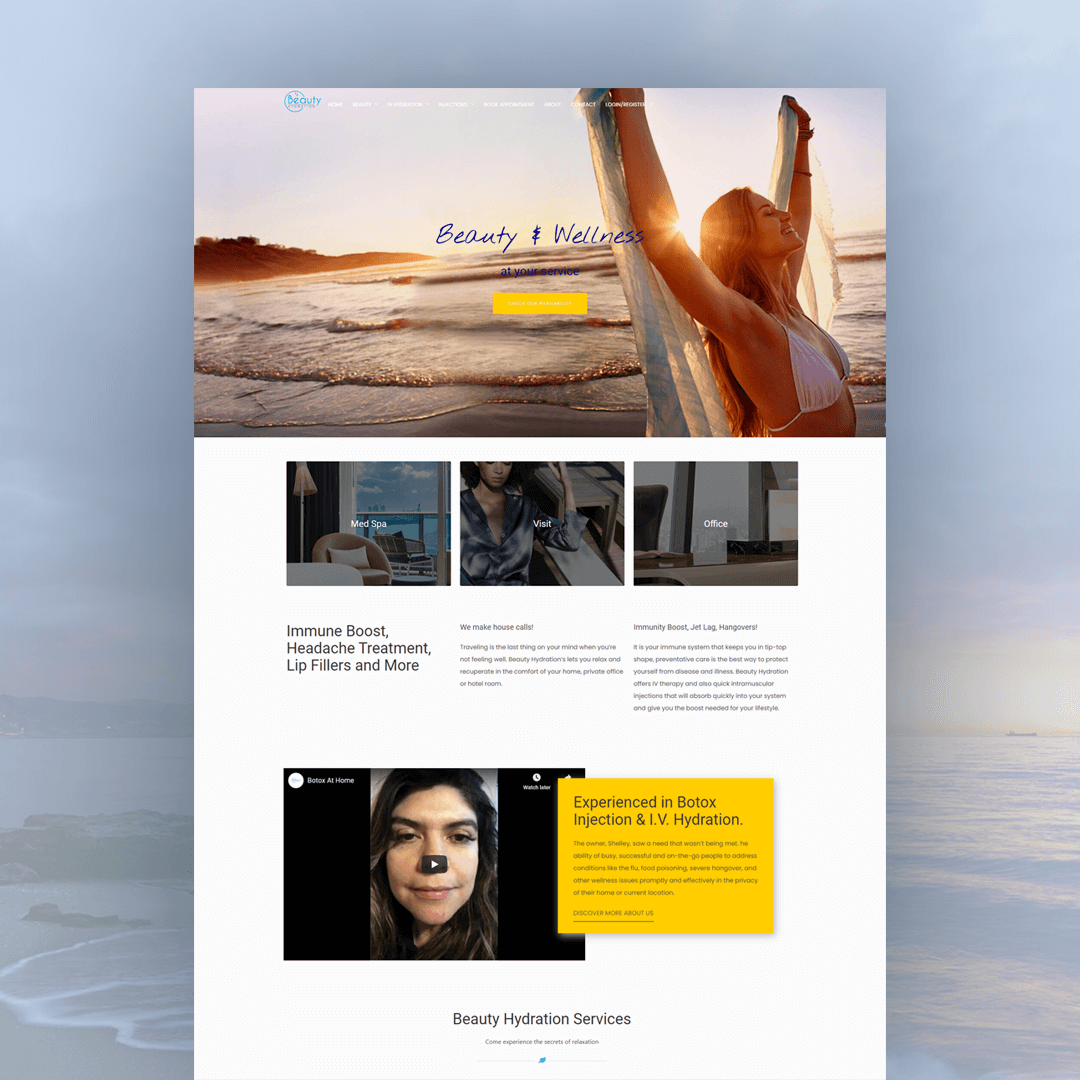 Beauty
HOME BEAUTY IV HYDRATION INJECTIONS BOOK APPOINTMENT ABOUT CONTACT LOGIN/REGISTER
Beauty & Wellness
at your service
CHECK OUR AVAILABILITY
Med Spa
Visit
Office
Immune Boost,
Headache Treatment,
Lip Fillers and More
We make house calls!
Traveling is the last thing on your mind when you're
not feeling well. Beauty Hydration's lets you relax and
recuperate in the comfort of your home, private office
or hotel room.
Immunity Boost, Jet Lag, Hangovers!
It is your immune system that keeps you in tip-top
shape, preventative care is the best way to protect
yourself from disease and illness. Beauty Hydration
offers IV therapy and also quick intramuscular
injections that will absorb quickly into your system
and give you the boost needed for your lifestyle.
Botox At Home
Watch later
Experienced in Botox
Injection & I.V. Hydration.
The owner, Shelley, saw a need that wasn't being met. he
ability of busy, successful and on-the-go people to address
conditions like the flu, food poisoning, severe hangover, and
other wellness issues promptly and effectively in the privacy
of their home or current location.
DISCOVER MORE ABOUT US
Beauty Hydration Services
Come experience the secrets of relaxation